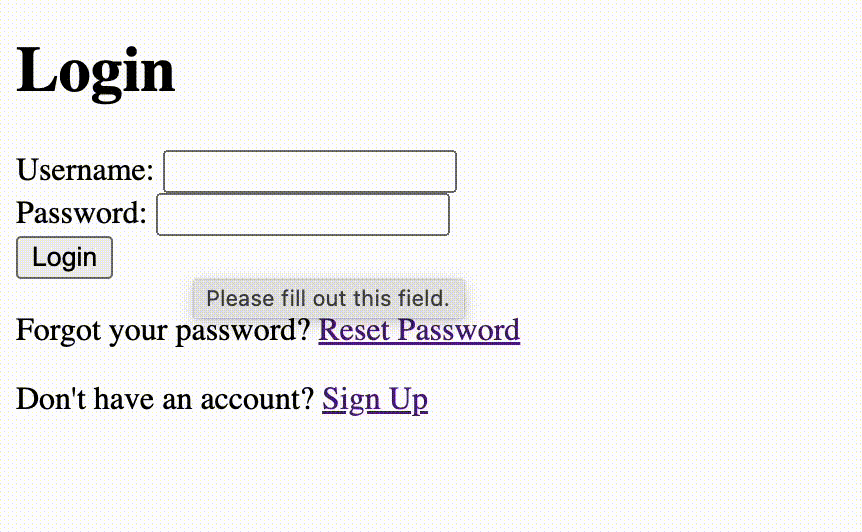 Login
Username:
Password:
Login
Please fill out this field.
Forgot your password? Reset Password
Don't have an account? Sign Up